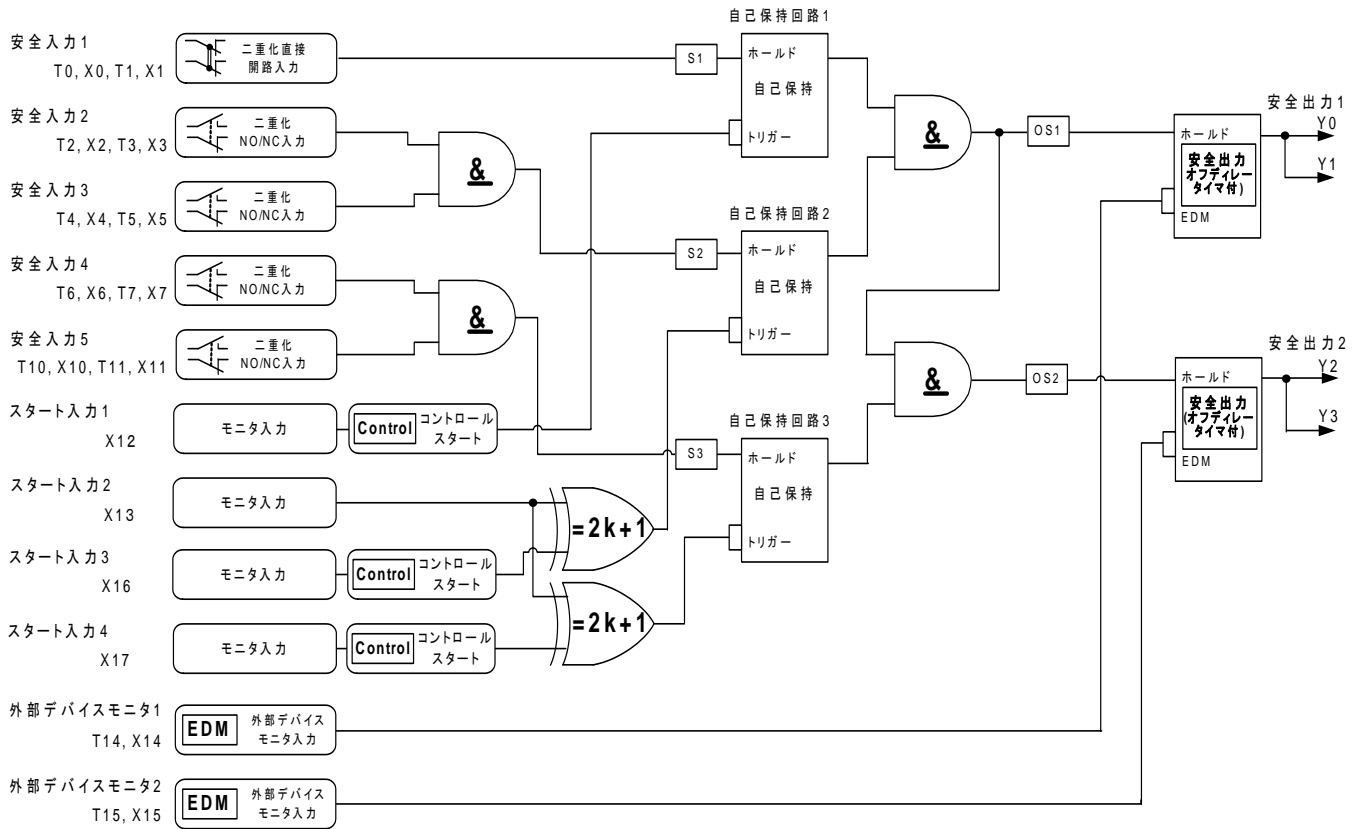 自己保持回路1
安全入力1
T0, X0, T1, X1
二重化直接
開路入力
S1
ホールド
自己保持
トリガー
安全入力2
T2, X2, T3, X3
二重化
NO/NC入力
&
&
OS1
安全出力1
Y0
Y1
ホールド
安全出力
オフディレー
タイマ付)
EDM
安全入力3
T4, X4, T5, X5
二重化
NO/NC入力
自己保持回路2
S2
ホールド
自己保持
トリガー
安全入力4
T6, X6, T7, X7
二重化
NO/NC入力
&
安全入力5
T10, X10, T11, X11
二重化
NO/NC入力
&
OS2
安全出力2
Y2
Y3
ホールド
安全出力
(オフディレー
タイマ付)
EDM
スタート入力1
X12
モニタ入力
Control
コントロール
スタート
自己保持回路3
S3
ホールド
自己保持
トリガー
スタート入力2
X13
モニタ入力
=2k+1
スタート入力3
X16
モニタ入力
Control
コントロール
スタート
=2k+1
スタート入力4
X17
モニタ入力
Control
コントロール
スタート
外部デバイスモニタ1
T14, X14
EDM
外部デバイス
モニタ入力
外部デバイスモニタ2
T15, X15
EDM
外部デバイス
モニタ入力